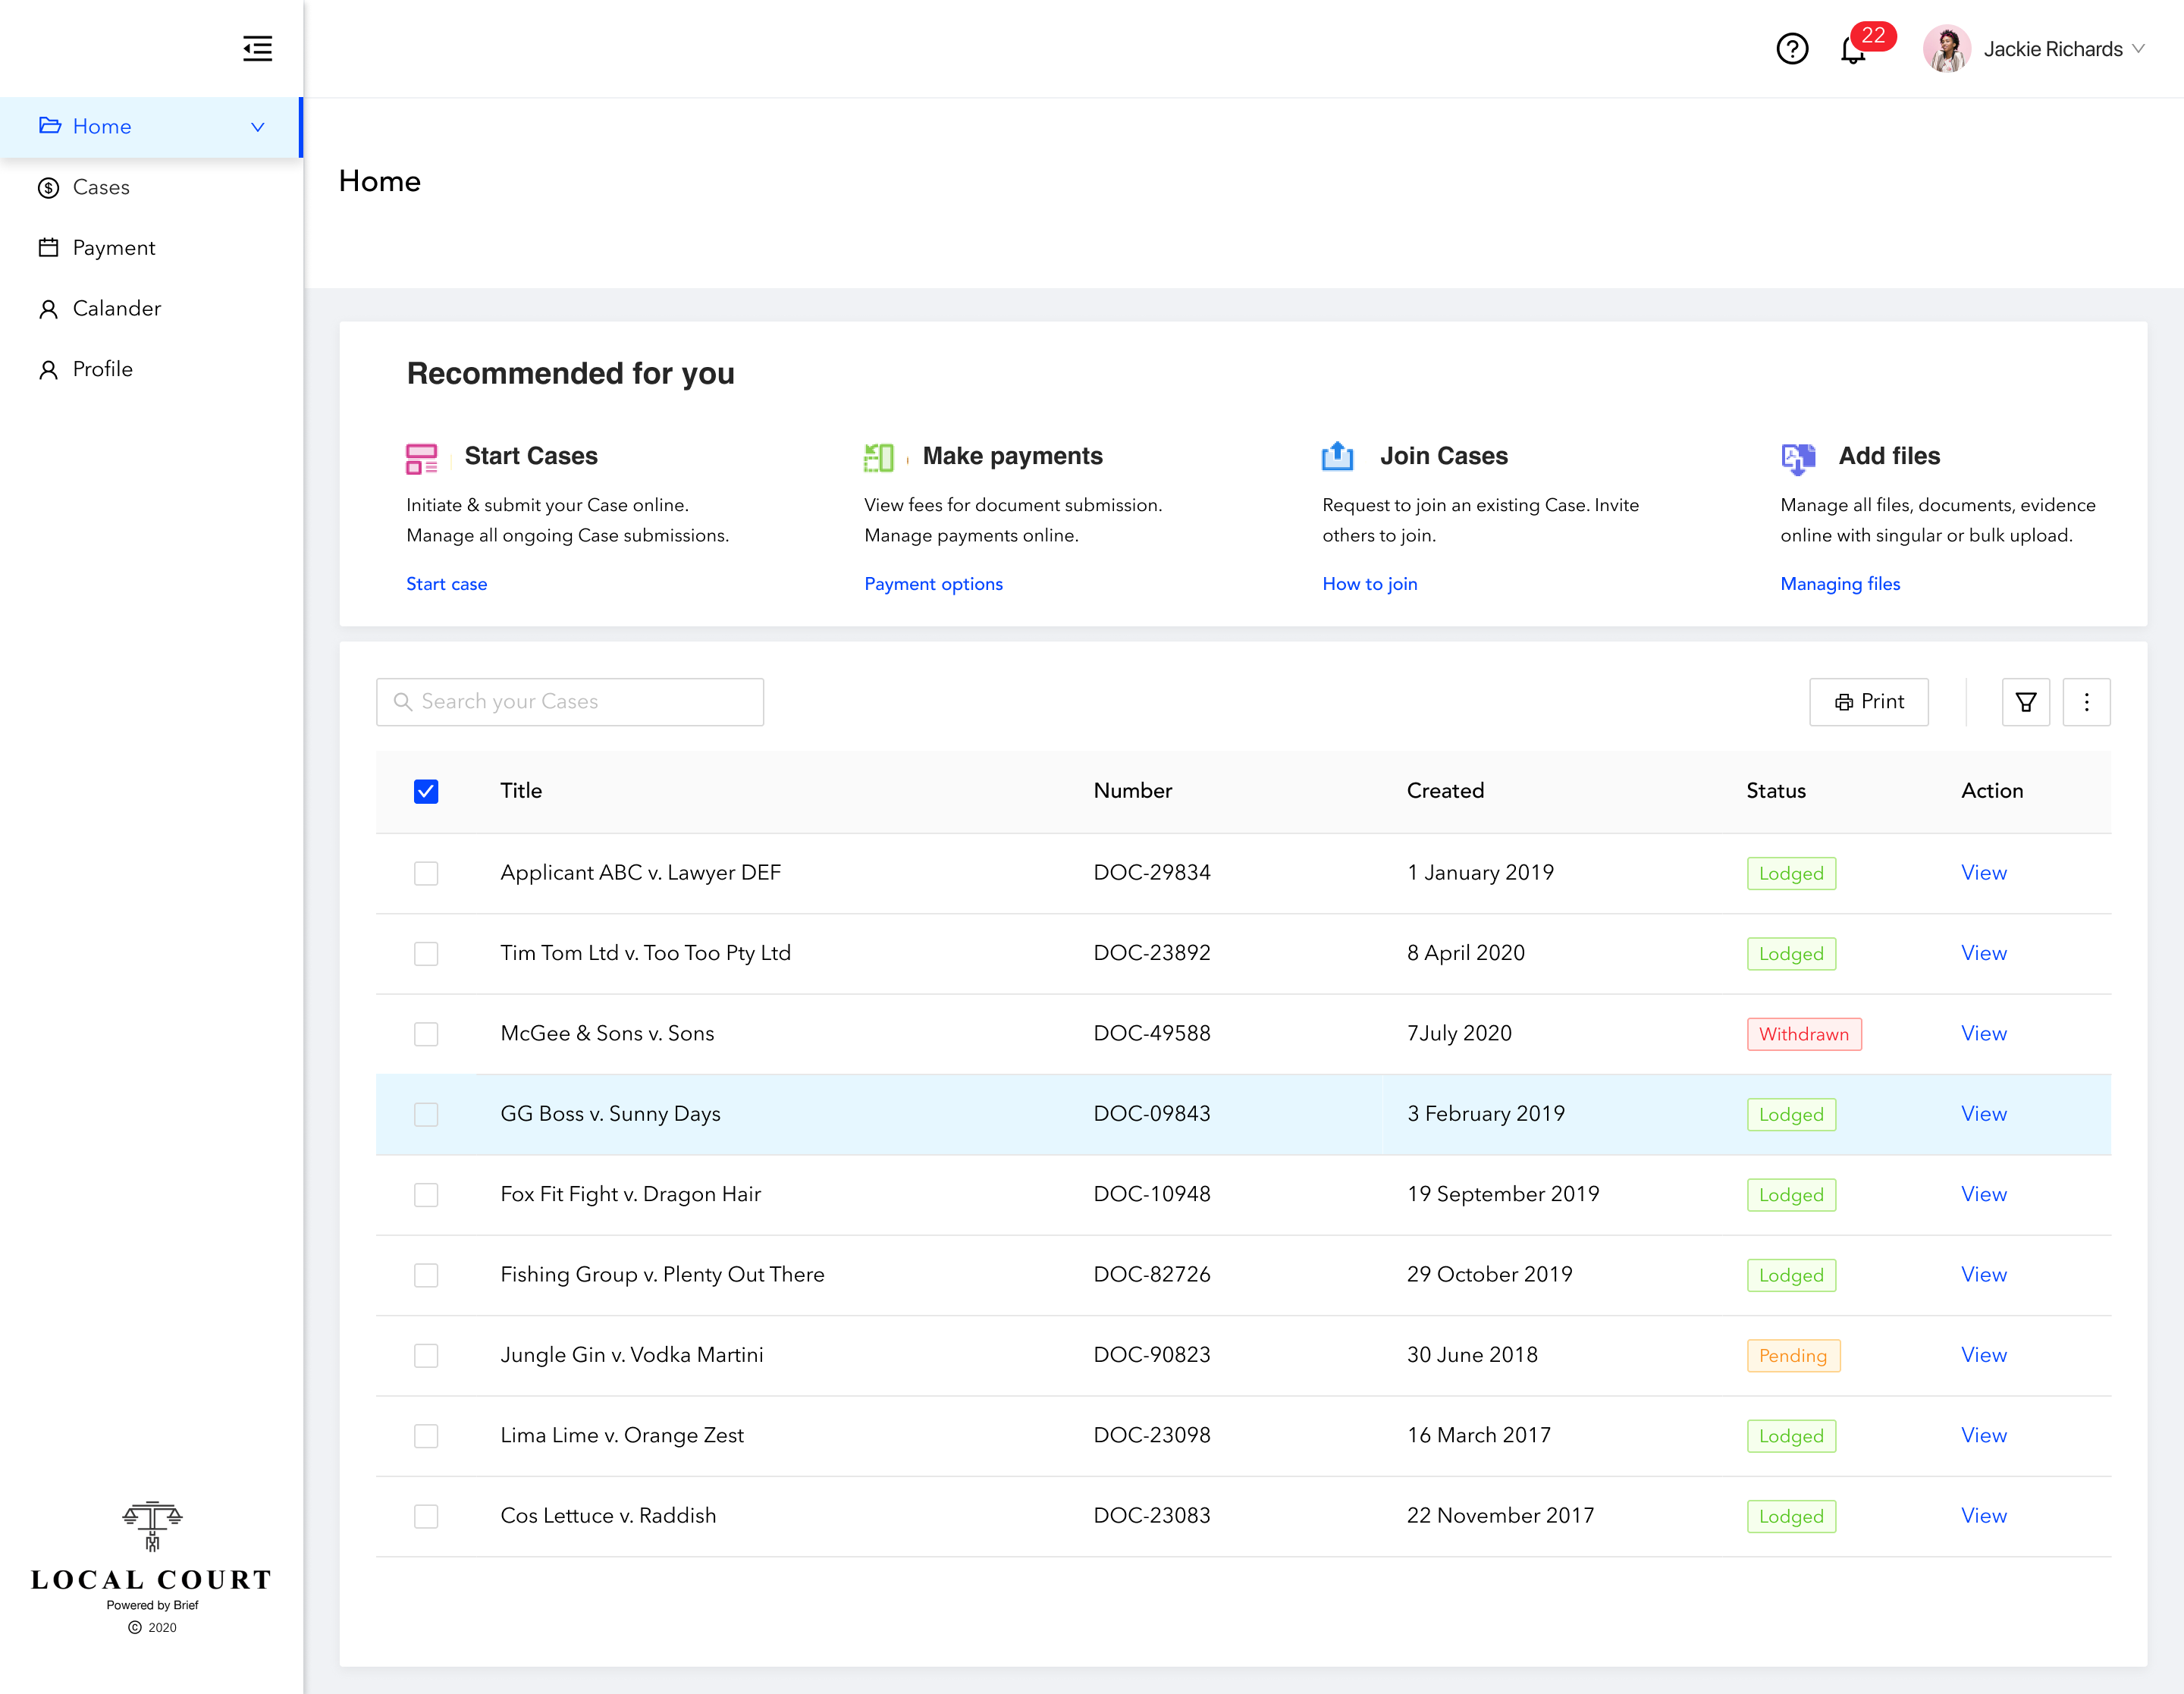 22
Jackie Richards
Home
Cases
Payment
Calander
Profile
Home
Recommended for you
Start Cases
Initiate & submit your Case online.
Manage all ongoing Case submissions.
Start case
Make payments
View fees for document submission.
Manage payments online.
Payment options
Join Cases
Request to join an existing Case. Invite
others to join.
How to join
Add files
Manage all files, documents, evidence
online with singular or bulk upload.
Managing files
Search your Cases
Print
Title Number Created Status Action
Applicant ABC v. Lawyer DEF DOC-29834 1 January 2019 Lodged View
Tim Tom Ltd v. Too Too Pty Ltd DOC-23892 8 April 2020 Lodged View
McGee & Sons v. Sons DOC-49588 7July 2020 Withdrawn View
GG Boss v. Sunny Days DOC-09843 3 February 2019 Lodged View
Fox Fit Fight v. Dragon Hair DOC-10948 19 September 2019 Lodged View
Fishing Group v. Plenty Out There DOC-82726 29 October 2019 Lodged View
Jungle Gin v. Vodka Martini DOC-90823 30 June 2018 Pending View
Lima Lime v. Orange Zest DOC-23098 16 March 2017 Lodged View
Cos Lettuce v. Raddish DOC-23083 22 November 2017 Lodged View
LOCAL COURT
Powered by Brief
© 2020